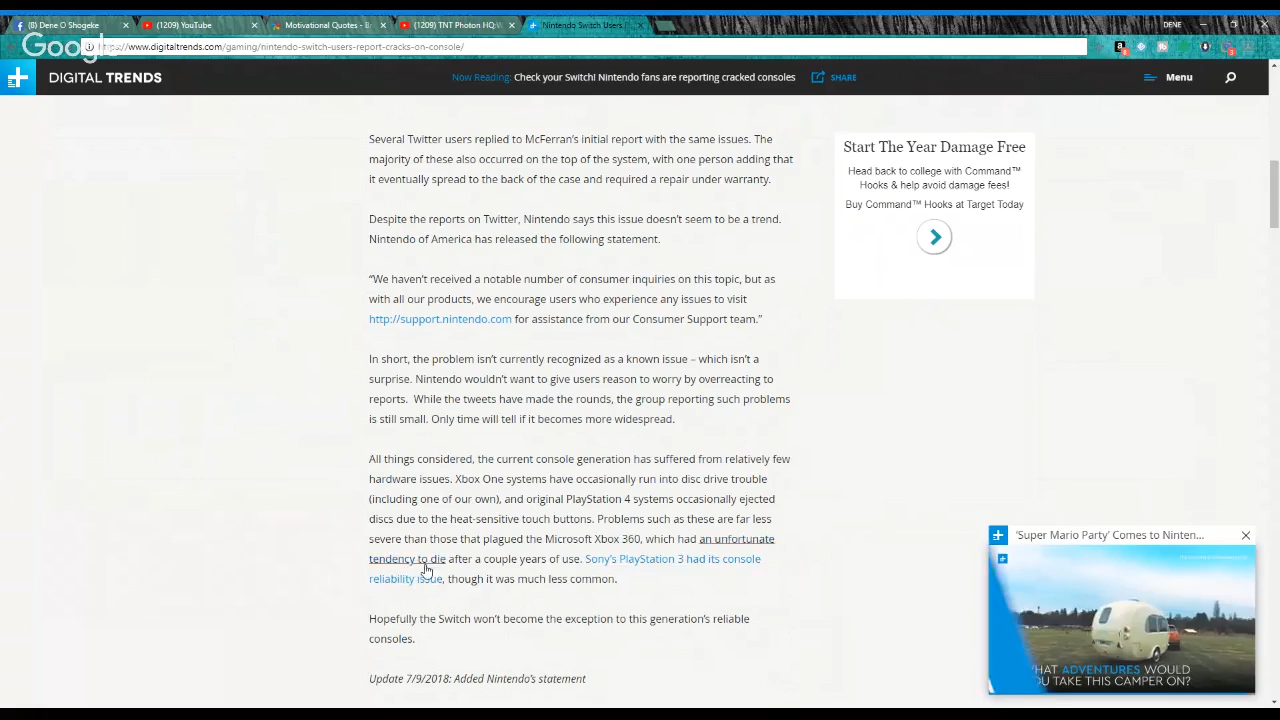 (8) Dene O Shogeke
(1209) YouTube
Motivational Quotes - Br
(1209) TNT Photon HQ:
Nintendo Switch Users
DENE
Google
https://www.digitaltrends.com/gaming/nintendo-switch-users-report-cracks-on-console/
DIGITAL TRENDS
Now Reading: Check your Switch! Nintendo fans are reporting cracked consoles
SHARE
Menu
Several Twitter users replied to McFerran’s initial report with the same issues. The
majority of these also occurred on the top of the system, with one person adding that
it eventually spread to the back of the case and required a repair under warranty.
Despite the reports on Twitter, Nintendo says this issue doesn’t seem to be a trend.
Nintendo of America has released the following statement.
“We haven’t received a notable number of consumer inquiries on this topic, but as
with all our products, we encourage users who experience any issues to visit
http://support.nintendo.com for assistance from our Consumer Support team.”
In short, the problem isn’t currently recognized as a known issue – which isn’t a
surprise. Nintendo wouldn’t want to give users reason to worry by overreacting to
reports. While the tweets have made the rounds, the group reporting such problems
is still small. Only time will tell if it becomes more widespread.
All things considered, the current console generation has suffered from relatively few
hardware issues. Xbox One systems have occasionally run into disc drive trouble
(including one of our own), and original PlayStation 4 systems occasionally ejected
discs due to the heat-sensitive touch buttons. Problems such as these are far less
severe than those that plagued the Microsoft Xbox 360, which had an unfortunate
tendency to die after a couple years of use. Sony’s PlayStation 3 had its console
reliability issue, though it was much less common.
Hopefully the Switch won’t become the exception to this generation’s reliable
consoles.
Update 7/9/2018: Added Nintendo’s statement
Start The Year Damage Free
Head back to college with Command™
Hooks & help avoid damage fees!
Buy Command™ Hooks at Target Today
‘Super Mario Party’ Comes to Ninten...
HAT ADVENTURES WOULD
OU TAKE THIS CAMPER ON?